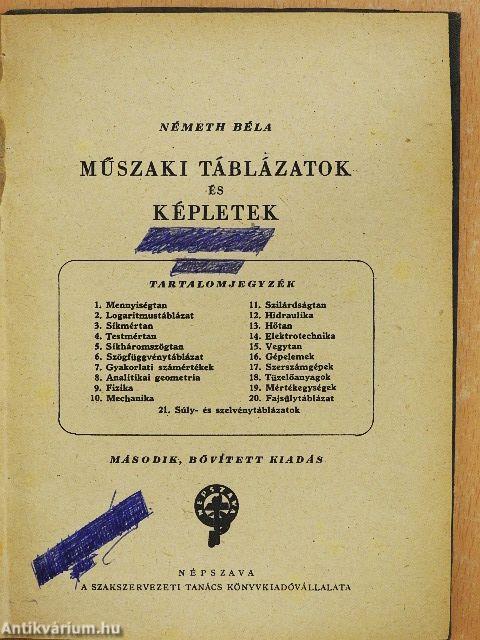 NÉMETH BÉLA
MŰSZAKI TÁBLÁZATOK
ÉS
KÉPLETEK
TARTALOMJEGYZÉK
1. Mennyiségtan
2. Logaritmustáblázat
3. Síkmértan
4. Testmértan
5. Síkháromszögtan
6. Szögfüggvénytáblázat
7. Gyakorlati számértékek
8. Analitikai geometria
9. Fizika
10. Mechanika
11. Szilárdságtan
12. Hidraulika
13. Hőtan
14. Elektrotechnika
15. Vegytan
16. Gépelemek
17. Szerszámgépek
18. Tüzelőanyagok
19. Mértékegységek
20. Fajsúlytáblázat
21. Súly- és szelvénytáblázatok
MÁSODIK, BŐVÍTETT KIADÁS
NÉPSZAVA
NÉPSZAVA
A SZAKSZERVEZETI TANÁCS KÖNYVKIADÓVÁLLALATA
Antikvárium.hu